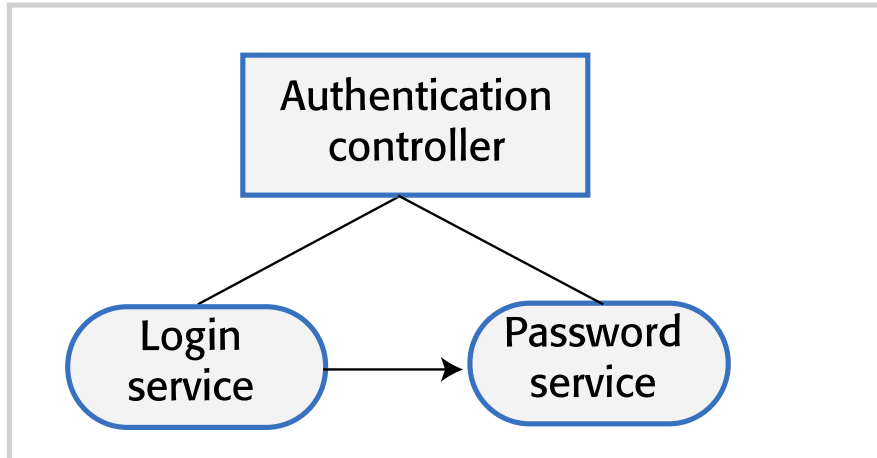 Authentication
controller
Login
service
Password
service